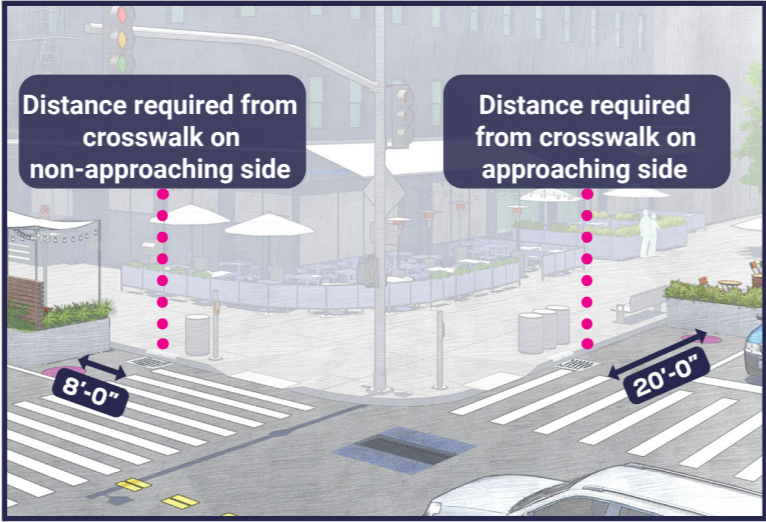 Distance required from
crosswalk on
non-approaching side
Distance required
from crosswalk on
approaching side
8'-0"
20'-0"